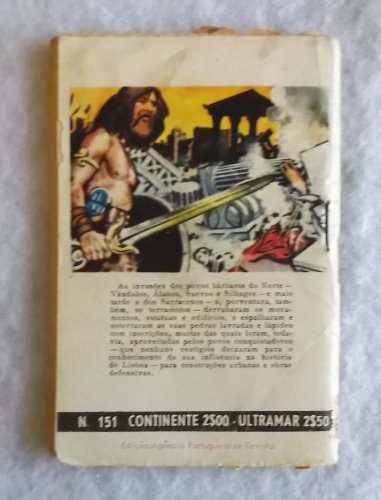 As invasões dos povos bárbaros do Norte —
Vândalos, Alanos, Suevos e Silingos — e mais
tarde a dos Sarracenos — e, porventura, tam-
bém, os terramotos — derrubaram os monu-
mentos, estátuas e edifícios, e espalharam e
soterraram as suas pedras lavradas e lápides
com inscrições, muitas das quais foram, toda-
via, aproveitadas pelos povos conquistadores
— que nenhuns vestígios deixaram para o
conhecimento da sua influência na história
de Lisboa — para construções urbanas e obras
defensivas.
N. 151 CONTINENTE 2$00 - ULTRAMAR 2$50
Edição: Agência Portuguesa de Revistas